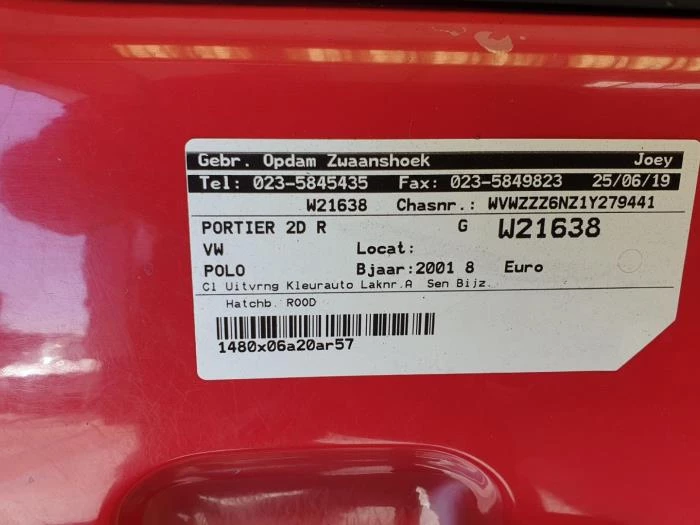 Gebr. Opdam Zwaanshoek Joey
Tel: 023-5845435 Fax: 023-5849823 25/06/19
W21638 Chasnr.: WVWZZZ6NZ1Y279441
PORTIER 2D R G W21638
VW Locat:
POLO Bjaar:2001 8 Euro
Cl Uitvrng Kleurauto Laknr.A Sen Bijz.
Hatchb. ROOD
1480x06a20ar57